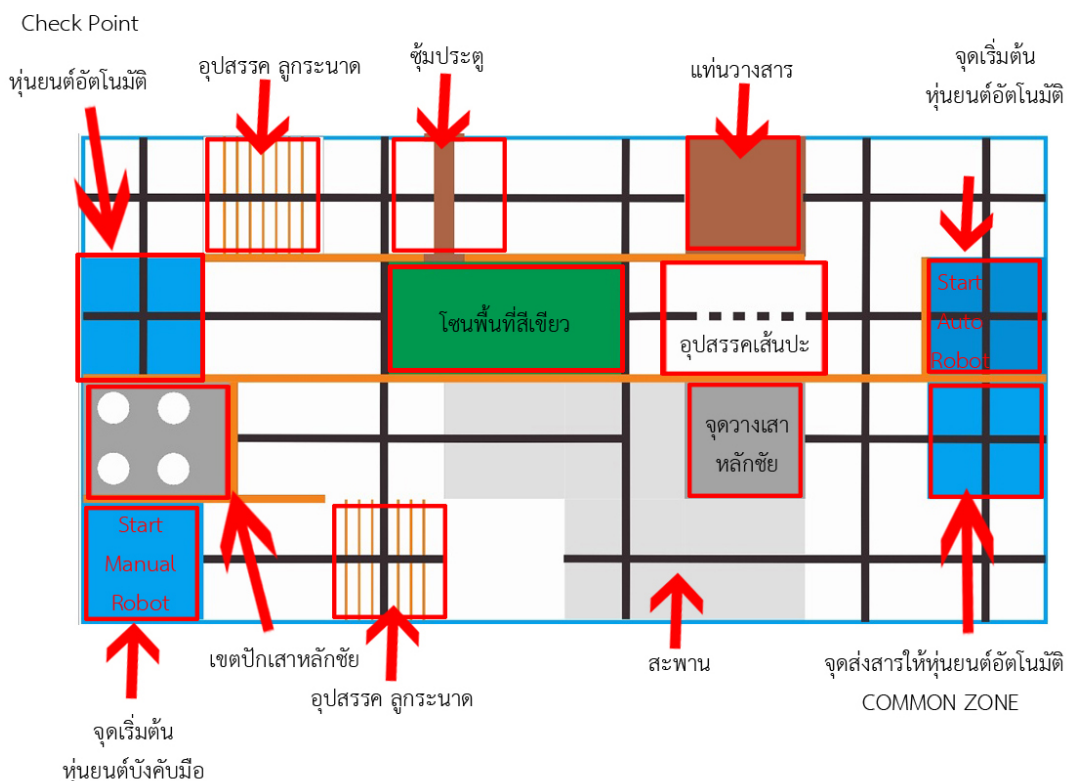 Check Point
หุ่นยนต์อัตโนมัติ
อุปสรรค ลูกระนาด
ซุ้มประตู
แท่นวางสาร
จุดเริ่มต้น
หุ่นยนต์อัตโนมัติ
โซนพื้นที่สีเขียว
อุปสรรคเส้นปะ
Start
Auto
Robot
จุดวางเสา
หลักชัย
Start
Manual
Robot
เขตปักเสาหลักชัย
อุปสรรค ลูกระนาด
สะพาน
จุดส่งสารให้หุ่นยนต์อัตโนมัติ
COMMON ZONE
จุดเริ่มต้น
หุ่นยนต์บังคับมือ